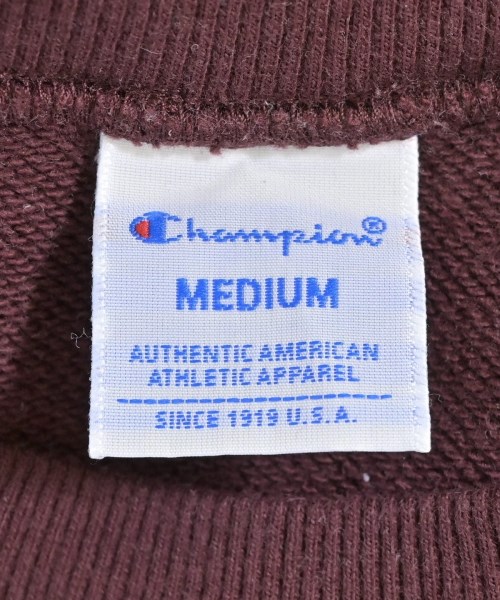 Champion®
MEDIUM
AUTHENTIC AMERICAN
ATHLETIC APPAREL
SINCE 1919 U.S.A.